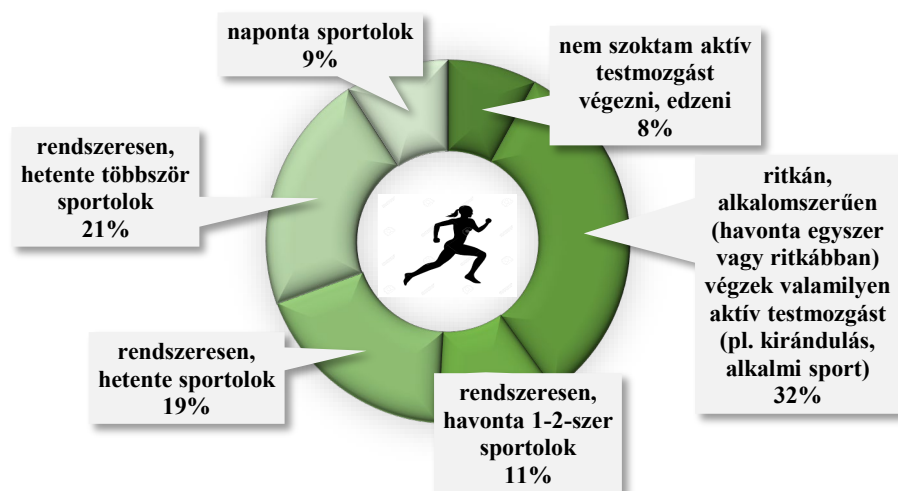 naponta sportolok
9%
nem szoktam aktív
testmozgást
végezni, edzeni
8%
rendszeresen,
hetente többször
sportolok
21%
ritkán,
alkalomszerűen
(havonta egyszer
vagy ritkábban)
végzek valamilyen
aktív testmozgást
(pl. kirándulás,
alkalmi sport)
32%
rendszeresen,
hetente sportolok
19%
rendszeresen,
havonta 1-2-szer
sportolok
11%